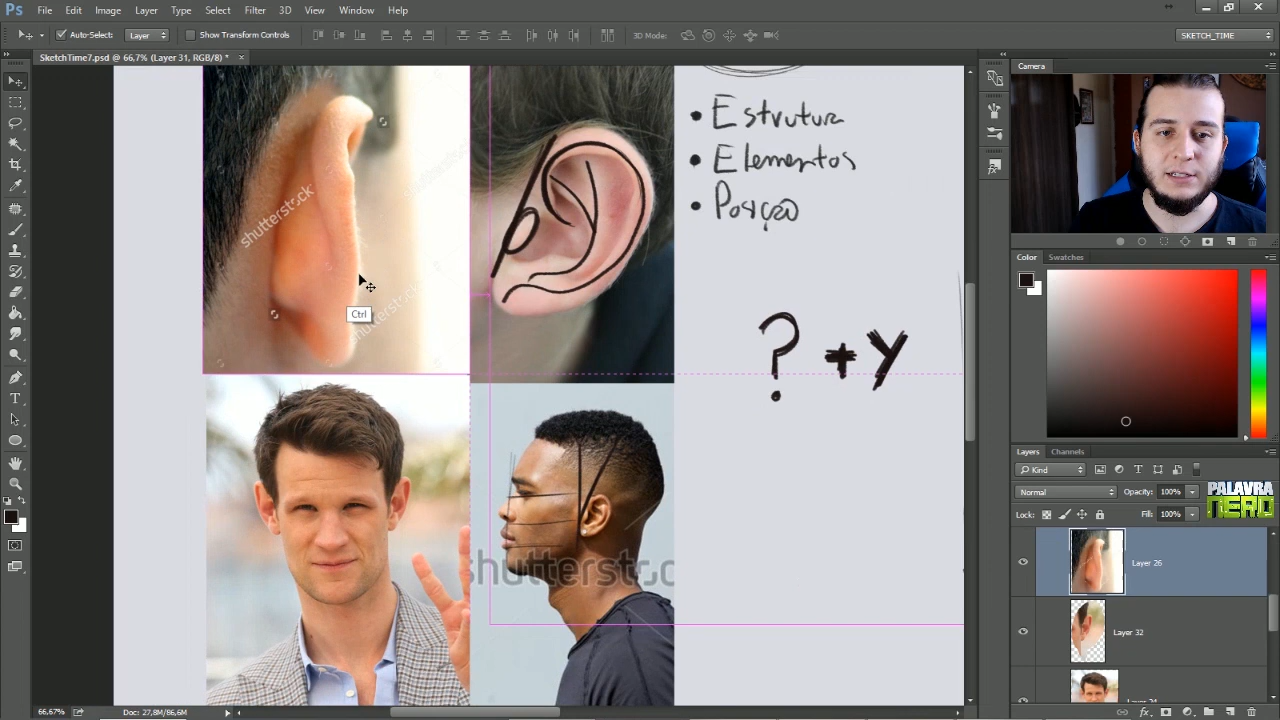 Ps File Edit Image Layer Type Select Filter 3D View Window Help
Auto-Select: Layer Show Transform Controls 3D Mode: SKETCH_TIME
SketchTime7.psd @ 66,7% (Layer 31, RGB/8) * ×
Camera
shutterstock
shutterstock
Ctrl
• Estrutura
• Elementos
• Posição
? + y
shutterstoc
Color Swatches
Layers Channels
Kind
Normal Opacity: 100%
Lock: Fill: 100%
PALAVRA
NERD
Layer 26
Layer 32
66,67% Doc: 27,8M/86,6M